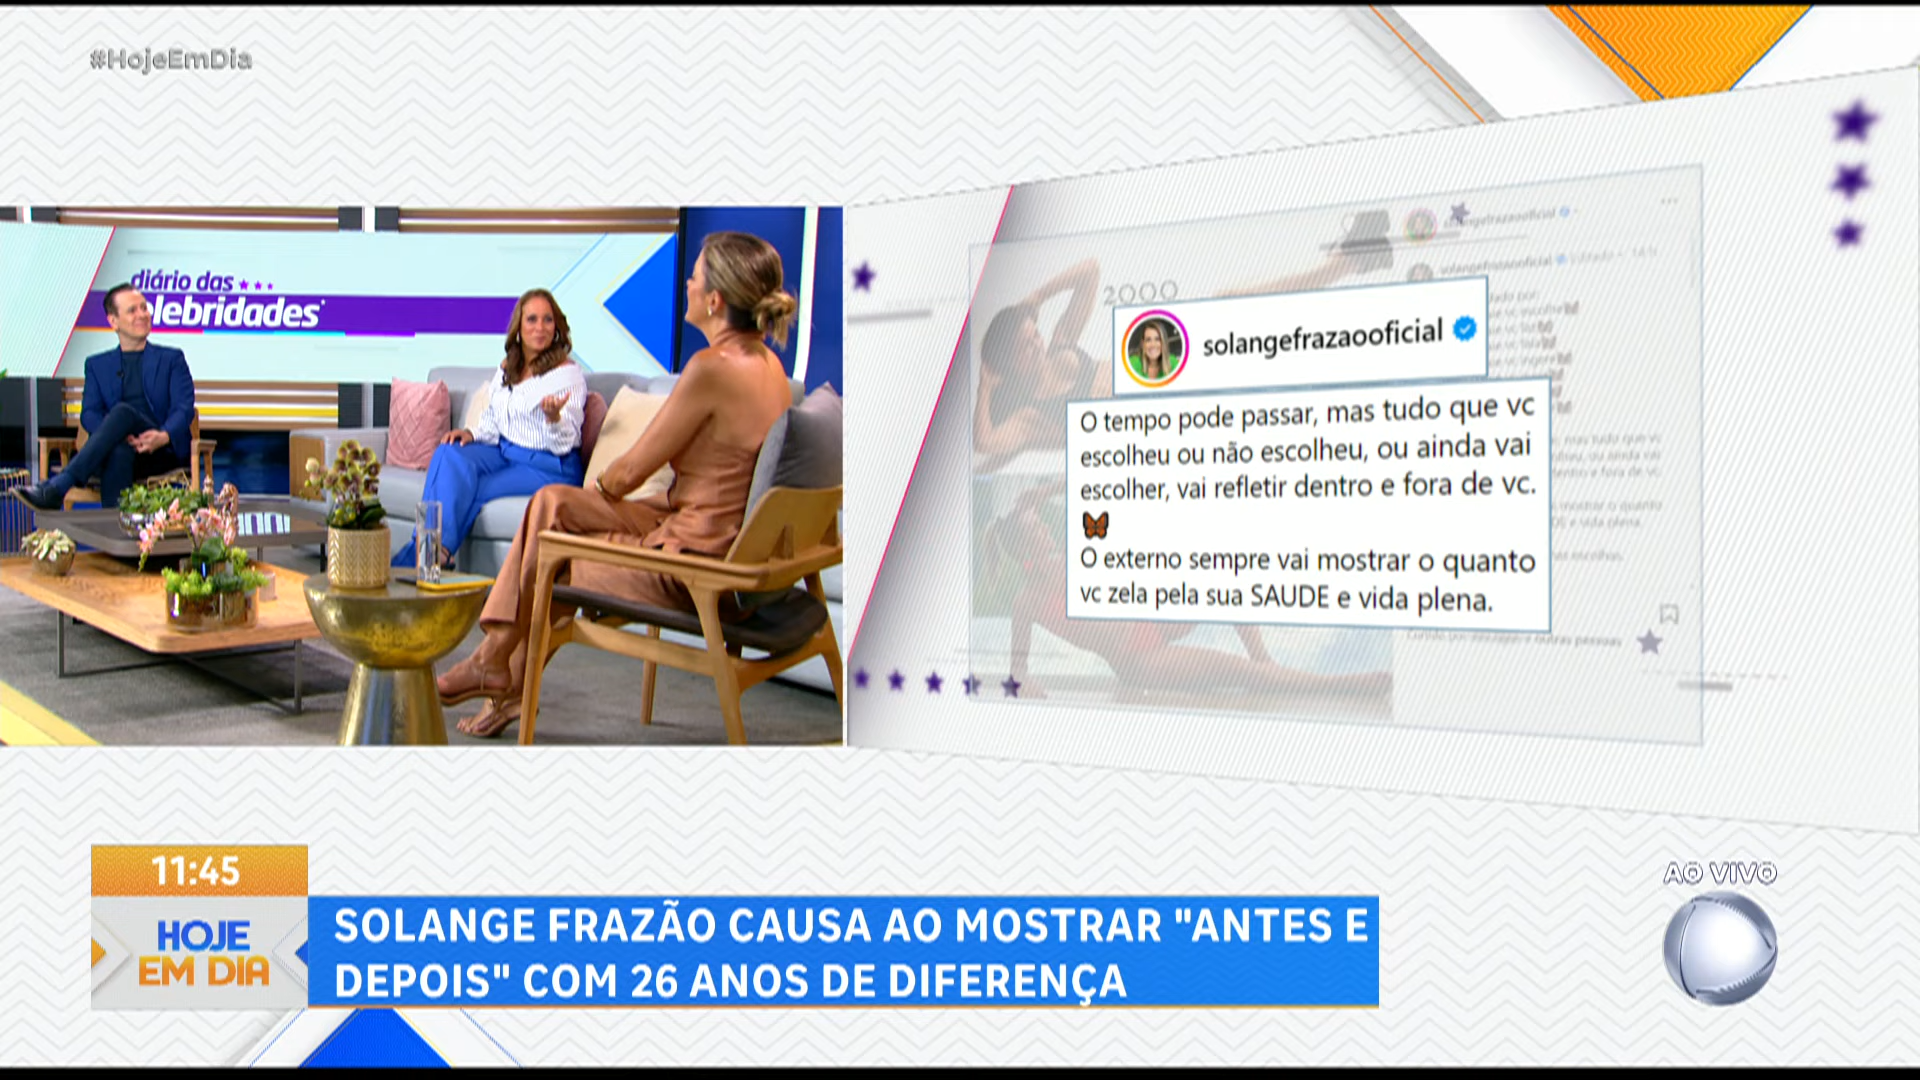 #HojeEmDia
diário das
elebridades
2000
solangefrazaooficial
O tempo pode passar, mas tudo que vc
escolheu ou não escolheu, ou ainda vai
escolher, vai refletir dentro e fora de vc.
O externo sempre vai mostrar o quanto
vc zela pela sua SAUDE e vida plena.
11:45
HOJE
EM DIA
SOLANGE FRAZÃO CAUSA AO MOSTRAR "ANTES E
DEPOIS" COM 26 ANOS DE DIFERENÇA
AO VIVO